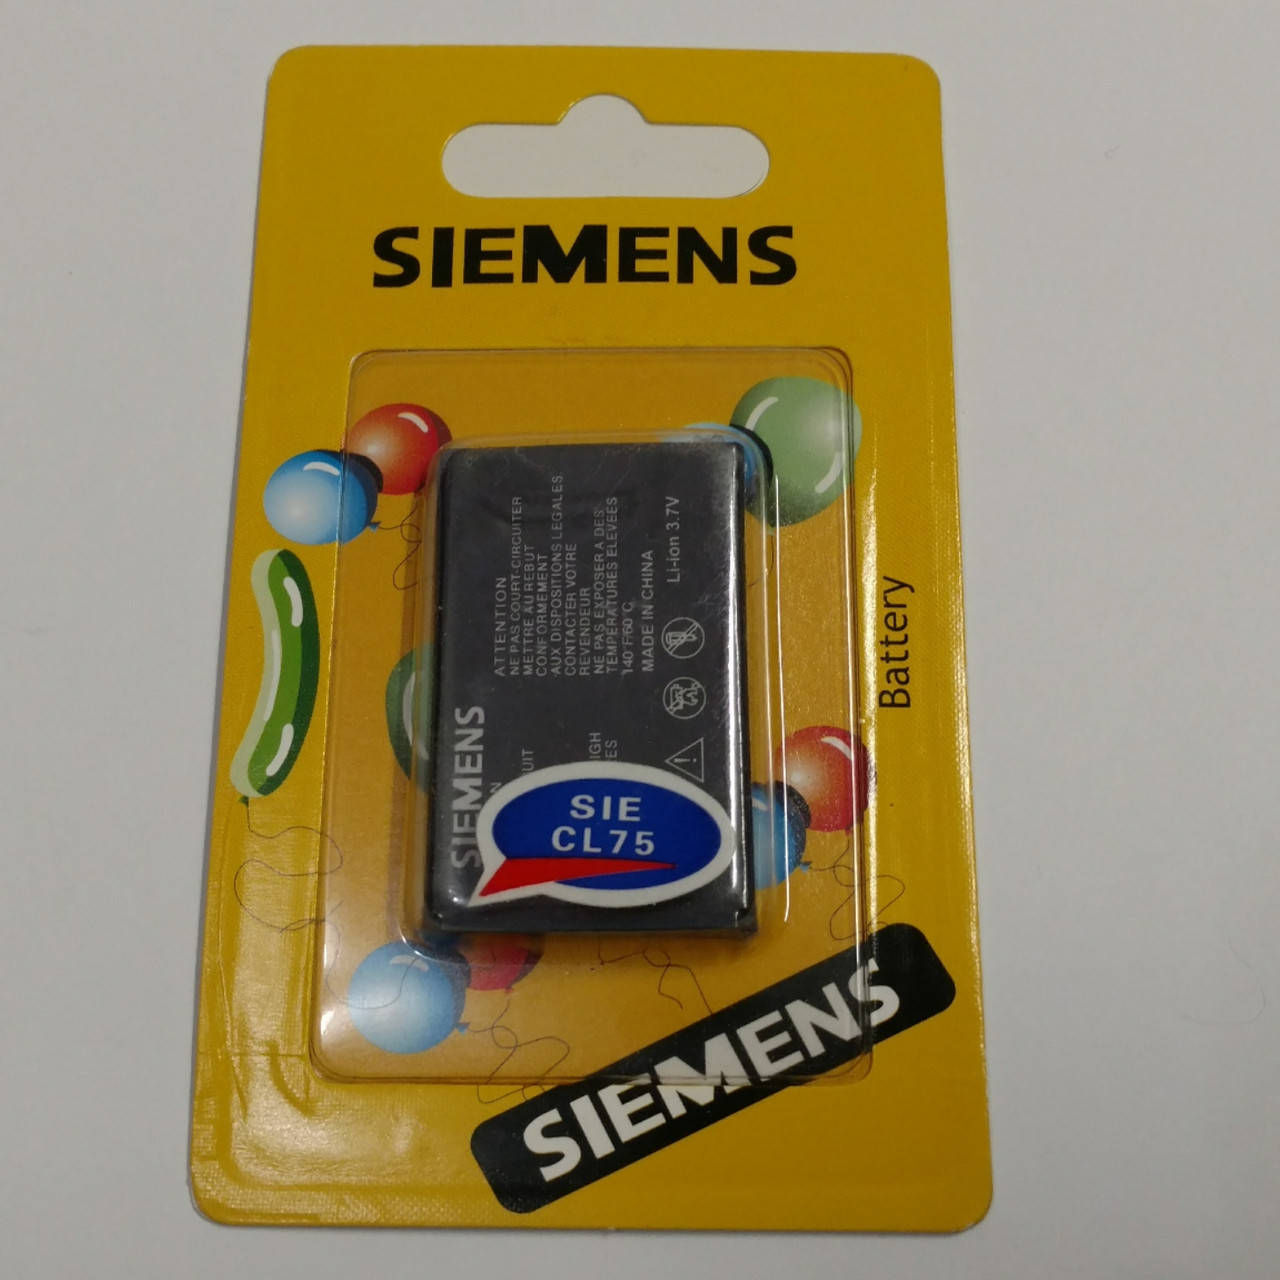 SIEMENS
SIEMENS
ATTENTION
NE PAS COURT-CIRCUITER
METTRE AU REBUT
CONFORMEMENT
AUX DISPOSITIONS LEGALES
CONTACTER VOTRE
REVENDEUR
NE PAS EXPOSER A DES
TEMPERATURES ELEVEES
140 F/60 C
MADE IN CHINA
Li-ion 3.7V
SIE
CL75
Battery
SIEMENS